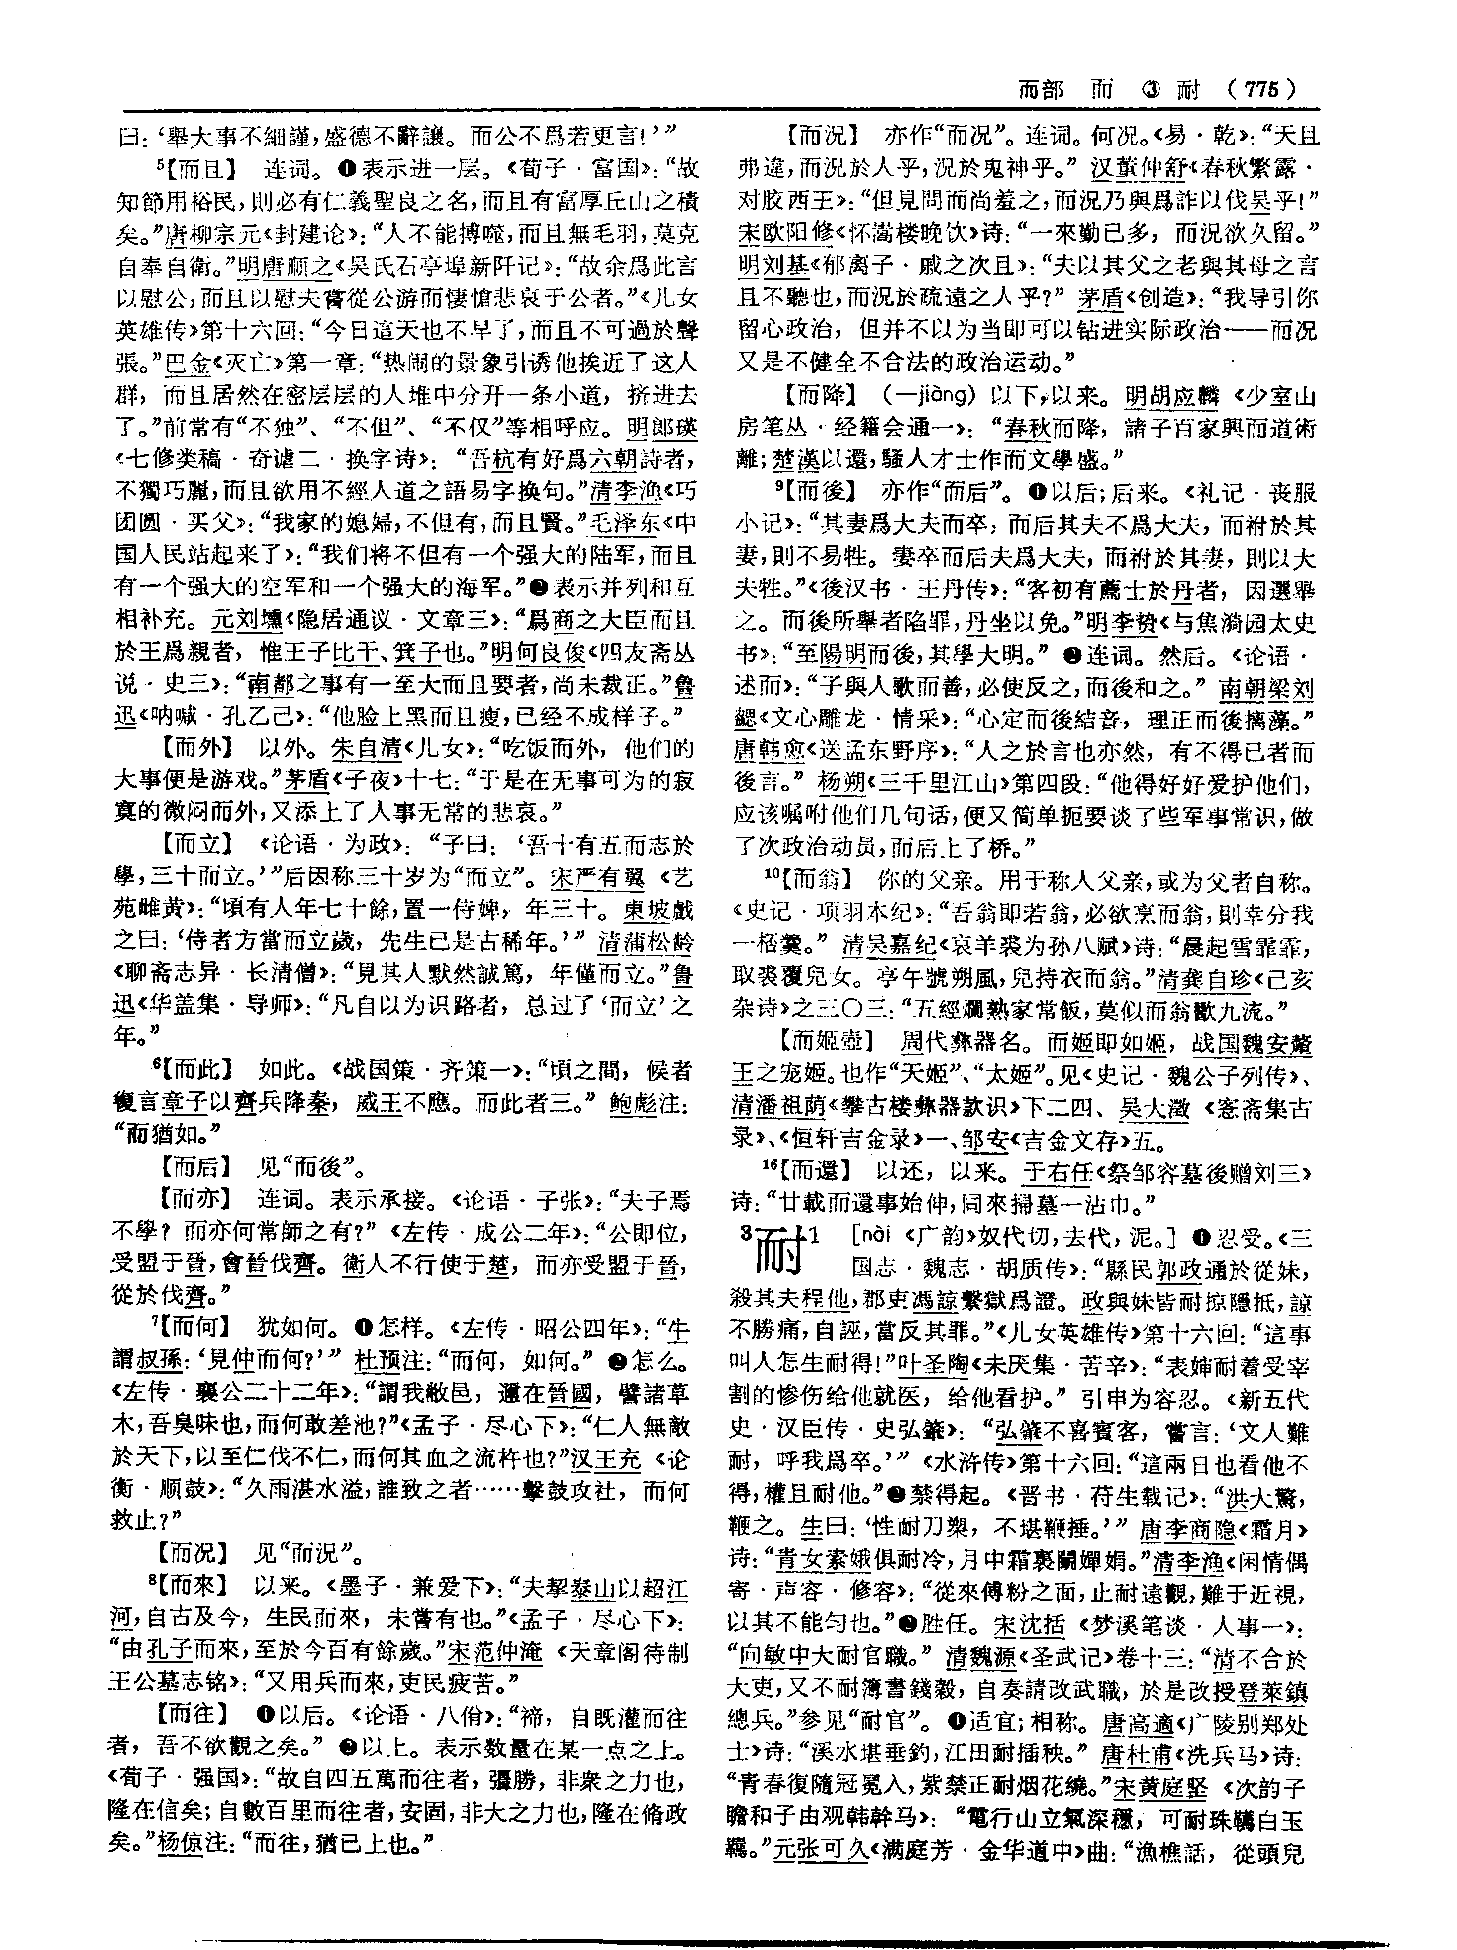 而部 而 ③ 耐 (775)
曰：‘舉大事不細謹，盛德不辭讓。而公不爲若更言！’”
⁵【而且】 连词。❶表示进一层。《荀子·富国》：“故
知節用裕民，則必有仁義聖良之名，而且有富厚丘山之積
矣。”唐柳宗元《封建论》：“人不能搏噬，而且無毛羽，莫克
自奉自衛。”明唐顺之《吴氏石亭埠新阡记》：“故余爲此言
以慰公；而且以慰夫嘗從公游而悽愴悲哀于公者。”《儿女
英雄传》第十六回：“今日這天也不早了，而且不可過於聲
張。”巴金《灭亡》第一章：“热闹的景象引诱他挨近了这人
群，而且居然在密层层的人堆中分开一条小道，挤进去
了。”前常有“不独”、“不但”、“不仅”等相呼应。明郎瑛
《七修类稿·奇谑二·换字诗》：“吾杭有好爲六朝詩者，
不獨巧麗，而且欲用不經人道之語易字换句。”清李渔《巧
团圆·买父》：“我家的媳婦，不但有，而且賢。”毛泽东《中
国人民站起来了》：“我们将不但有一个强大的陆军，而且
有一个强大的空军和一个强大的海军。”❷表示并列和互
相补充。元刘壎《隐居通议·文章三》：“爲商之大臣而且
於王爲親者，惟王子比干、箕子也。”明何良俊《四友斋丛
说·史三》：“南都之事有一至大而且要者，尚未裁正。”鲁
迅《呐喊·孔乙己》：“他脸上黑而且瘦，已经不成样子。”
【而外】 以外。朱自清《儿女》：“吃饭而外，他们的
大事便是游戏。”茅盾《子夜》十七：“于是在无事可为的寂
寞的微闷而外，又添上了人事无常的悲哀。”
【而立】 《论语·为政》：“子曰：‘吾十有五而志於
學，三十而立。’”后因称三十岁为“而立”。宋严有翼《艺
苑雌黄》：“頃有人年七十餘，置一侍婢，年三十。東坡戲
之曰：‘侍者方當而立歲，先生已是古稀年。’”清蒲松龄
《聊斋志异·长清僧》：“見其人默然誠篤，年僅而立。”鲁
迅《华盖集·导师》：“凡自以为识路者，总过了‘而立’之
年。”
⁶【而此】 如此。《战国策·齐策一》：“頃之間，候者
復言章子以齊兵降秦，威王不應。而此者三。”鲍彪注：
“而猶如。”
【而后】 见“而後”。
【而亦】 连词。表示承接。《论语·子张》：“夫子焉
不學？而亦何常師之有？”《左传·成公二年》：“公即位，
受盟于晉，會晉伐齊。衛人不行使于楚，而亦受盟于晉，
從於伐齊。”
⁷【而何】 犹如何。❶怎样。《左传·昭公四年》：“牛
謂叔孫：‘見仲而何？’”杜预注：“而何，如何。”❷怎么。
《左传·襄公二十二年》：“謂我敝邑，邇在晉國，譬諸草
木，吾臭味也，而何敢差池？”《孟子·尽心下》：“仁人無敵
於天下，以至仁伐不仁，而何其血之流杵也？”汉王充《论
衡·顺鼓》：“久雨湛水溢，誰致之者……擊鼓攻社，而何
救止？”
【而况】 见“而況”。
⁸【而來】 以来。《墨子·兼爱下》：“夫挈泰山以超江
河，自古及今，生民而來，未嘗有也。”《孟子·尽心下》：
“由孔子而來，至於今百有餘歲。”宋范仲淹《天章阁待制
王公墓志铭》：“又用兵而來，吏民疲苦。”
【而往】 ❶以后。《论语·八佾》：“禘，自既灌而往
者，吾不欲觀之矣。”❷以上。表示数量在某一点之上。
《荀子·强国》：“故自四五萬而往者，彊勝，非衆之力也，
隆在信矣；自數百里而往者，安固，非大之力也，隆在脩政
矣。”杨倞注：“而往，猶已上也。”
【而況】 亦作“而况”。连词。何况。《易·乾》：“天且
弗違，而況於人乎，況於鬼神乎。”汉董仲舒《春秋繁露·
对胶西王》：“但見問而尚羞之，而況乃與爲詐以伐吴乎！”
宋欧阳修《怀嵩楼晚饮》诗：“一來勤已多，而況欲久留。”
明刘基《郁离子·戚之次且》：“夫以其父之老與其母之言
且不聽也，而況於疏遠之人乎？”茅盾《创造》：“我导引你
留心政治，但并不以为当即可以钻进实际政治——而况
又是不健全不合法的政治运动。”
【而降】（—jiàng）以下，以来。明胡应麟《少室山
房笔丛·经籍会通一》：“春秋而降，諸子百家興而道術
離；楚漢以還，騷人才士作而文學盛。”
⁹【而後】 亦作“而后”。❶以后；后来。《礼记·丧服
小记》：“其妻爲大夫而卒，而后其夫不爲大夫，而祔於其
妻，則不易牲。妻卒而后夫爲大夫，而祔於其妻，則以大
夫牲。”《後汉书·王丹传》：“客初有薦士於丹者，因選舉
之。而後所舉者陷罪，丹坐以免。”明李贽《与焦漪园太史
书》：“至陽明而後，其學大明。”❷连词。然后。《论语·
述而》：“子與人歌而善，必使反之，而後和之。”南朝梁刘
勰《文心雕龙·情采》：“心定而後結音，理正而後摛藻。”
唐韩愈《送孟东野序》：“人之於言也亦然，有不得已者而
後言。”杨朔《三千里江山》第四段：“他得好好爱护他们，
应该嘱咐他们几句话，便又简单扼要谈了些军事常识，做
了次政治动员，而后上了桥。”
¹⁰【而翁】 你的父亲。用于称人父亲，或为父者自称。
《史记·项羽本纪》：“吾翁即若翁，必欲烹而翁，則幸分我
一桮羹。”清吴嘉纪《哀羊裘为孙八赋》诗：“晨起雪霏霏，
取裘覆兒女。亭午號朔風，兒持衣而翁。”清龚自珍《己亥
杂诗》之三〇三：“五經爛熟家常飯，莫似而翁歠九流。”
【而姬壺】 周代彝器名。而姬即如姬，战国魏安釐
王之宠姬。也作“天姬”、“太姬”。见《史记·魏公子列传》、
清潘祖荫《攀古楼彝器款识》下二四、吴大澂《愙斋集古
录》、《恒轩吉金录》一、邹安《吉金文存》五。
¹⁶【而還】 以还，以来。于右任《祭邹容墓後赠刘三》
诗：“廿載而還事始伸，同來掃墓一沾巾。”
³耐¹ ［nài《广韵》奴代切，去代，泥。］❶忍受。《三
国志·魏志·胡质传》：“縣民郭政通於從妹，
殺其夫程他，郡吏馮諒繫獄爲證。政與妹皆耐掠隱抵，諒
不勝痛，自誣，當反其罪。”《儿女英雄传》第十六回：“這事
叫人怎生耐得！”叶圣陶《未厌集·苦辛》：“表婶耐着受宰
割的惨伤给他就医，给他看护。”引申为容忍。《新五代
史·汉臣传·史弘肇》：“弘肇不喜賓客，嘗言：‘文人難
耐，呼我爲卒。’”《水浒传》第十六回：“這兩日也看他不
得，權且耐他。”❷禁得起。《晋书·苻生载记》：“洪大驚，
鞭之。生曰：‘性耐刀槊，不堪鞭捶。’”唐李商隐《霜月》
诗：“青女素娥俱耐冷，月中霜裏鬭嬋娟。”清李渔《闲情偶
寄·声容·修容》：“從來傅粉之面，止耐遠觀，難于近視，
以其不能匀也。”❸胜任。宋沈括《梦溪笔谈·人事一》：
“向敏中大耐官職。”清魏源《圣武记》卷十三：“清不合於
大吏，又不耐簿書錢穀，自奏請改武職，於是改授登萊鎮
總兵。”参见“耐官”。❹适宜；相称。唐高適《广陵别郑处
士》诗：“溪水堪垂釣，江田耐插秧。”唐杜甫《洗兵马》诗：
“青春復隨冠冕入，紫禁正耐烟花繞。”宋黄庭坚《次韵子
瞻和子由观韩幹马》：“電行山立氣深穩，可耐珠韉白玉
羈。”元张可久《满庭芳·金华道中》曲：“漁樵話，從頭兒